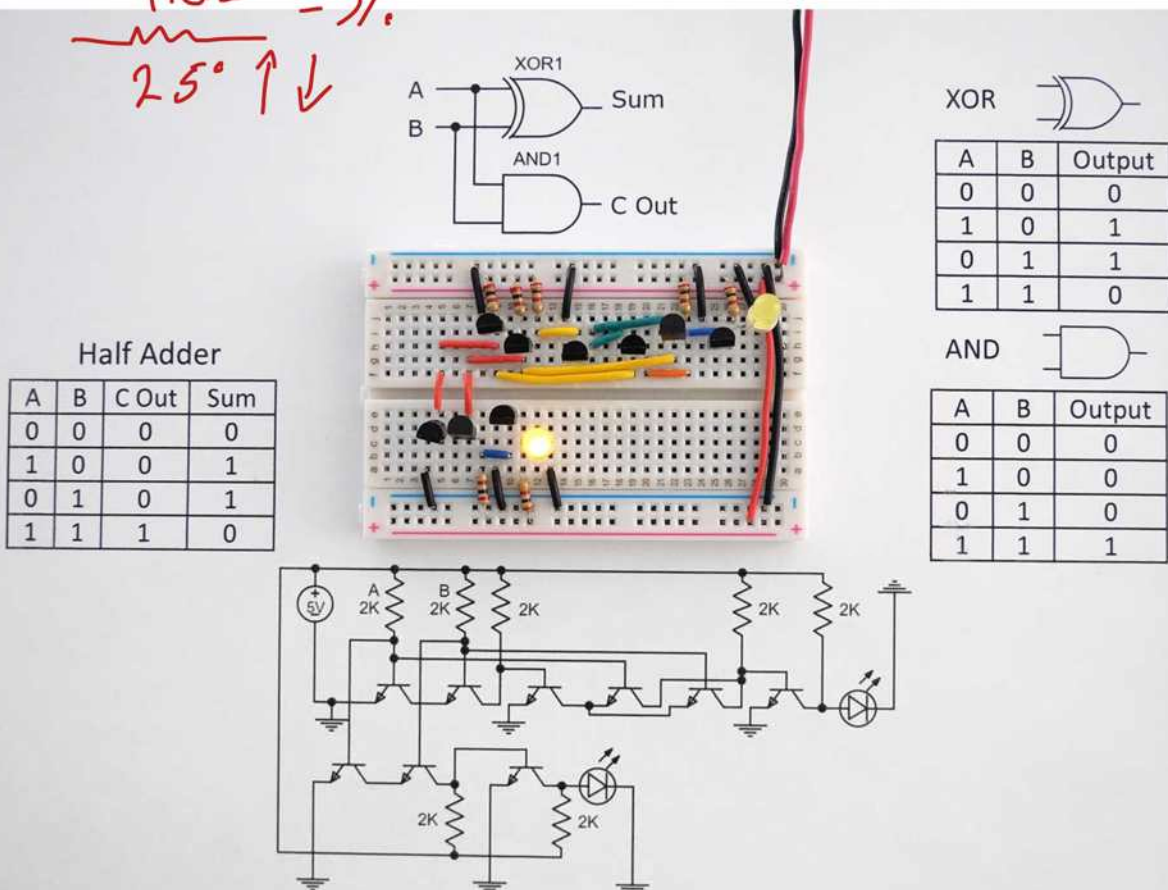 25° ↑ ↓
XOR1
A
Sum
B
AND1
C Out
XOR
A B Output
0 0 0
1 0 1
0 1 1
1 1 0
Half Adder
A B C Out Sum
0 0 0 0
1 0 0 1
0 1 0 1
1 1 1 0
AND
A B Output
0 0 0
1 0 0
0 1 0
1 1 1
+
5V
A
2K
B
2K
2K
2K
2K
2K
2K